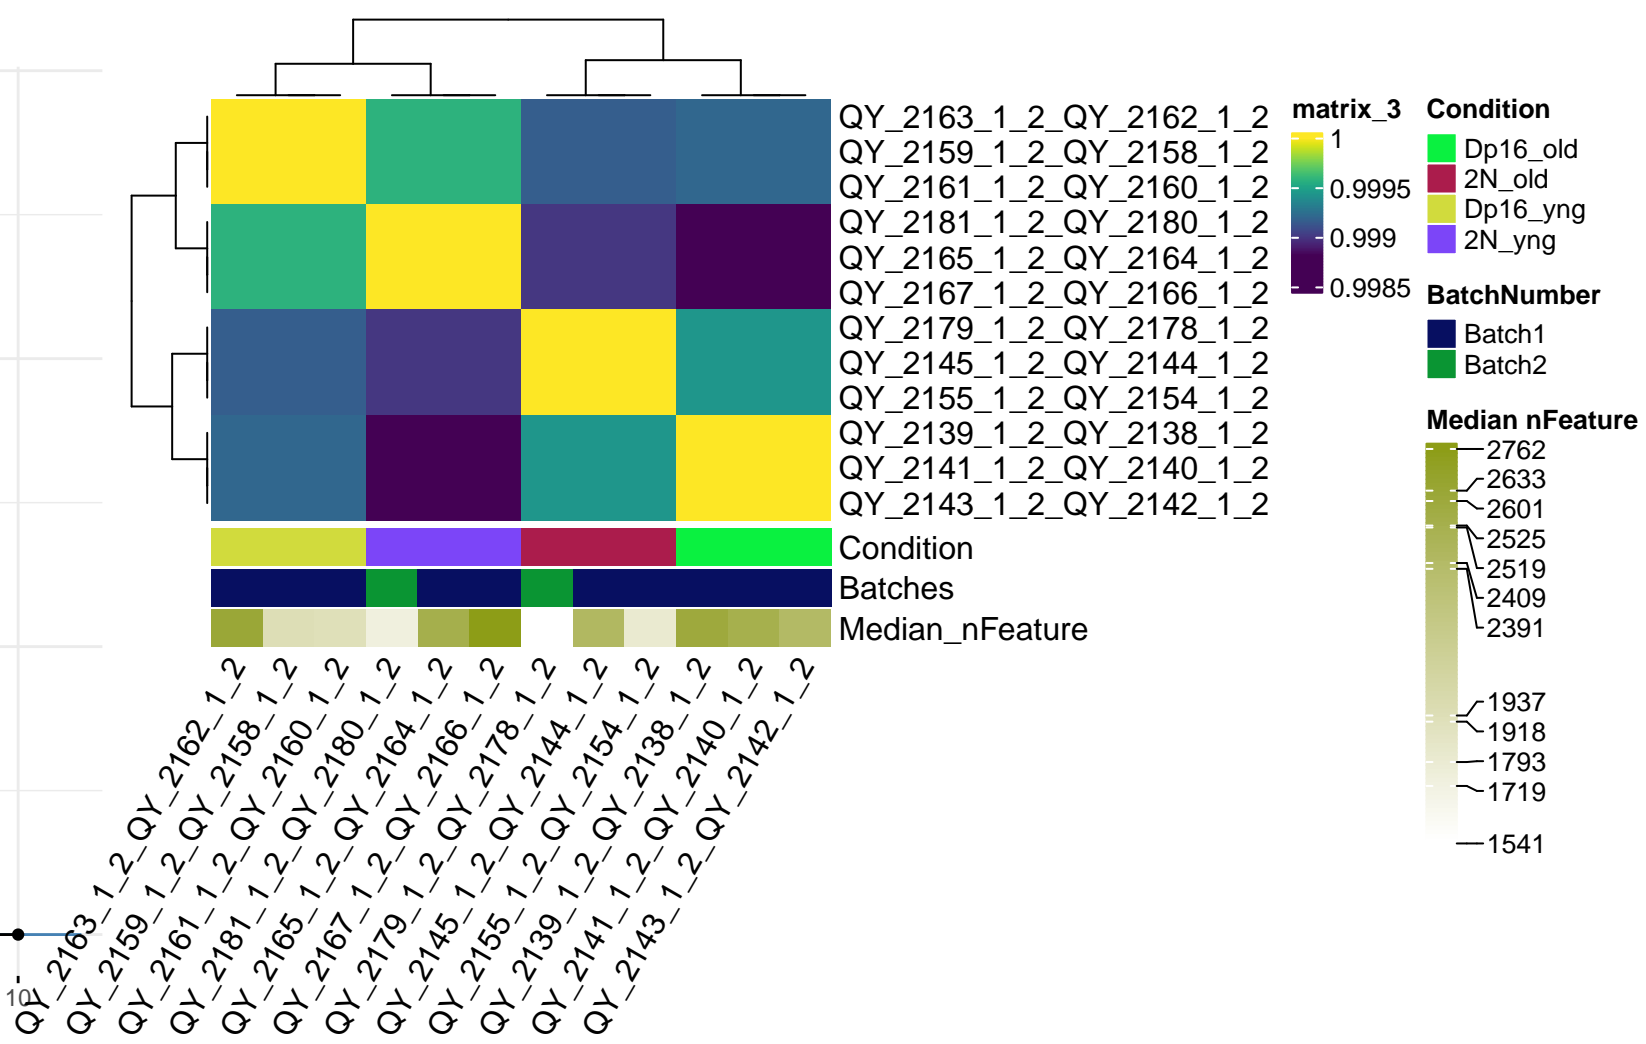 QY_2163_1_2_QY_2162_1_2
QY_2159_1_2_QY_2158_1_2
QY_2161_1_2_QY_2160_1_2
QY_2181_1_2_QY_2180_1_2
QY_2165_1_2_QY_2164_1_2
QY_2167_1_2_QY_2166_1_2
QY_2179_1_2_QY_2178_1_2
QY_2145_1_2_QY_2144_1_2
QY_2155_1_2_QY_2154_1_2
QY_2139_1_2_QY_2138_1_2
QY_2141_1_2_QY_2140_1_2
QY_2143_1_2_QY_2142_1_2
Condition
Batches
Median_nFeature
QY_2163_1_2_QY_2162_1_2
QY_2159_1_2_QY_2158_1_2
QY_2161_1_2_QY_2160_1_2
QY_2181_1_2_QY_2180_1_2
QY_2165_1_2_QY_2164_1_2
QY_2167_1_2_QY_2166_1_2
QY_2179_1_2_QY_2178_1_2
QY_2145_1_2_QY_2144_1_2
QY_2155_1_2_QY_2154_1_2
QY_2139_1_2_QY_2138_1_2
QY_2141_1_2_QY_2140_1_2
QY_2143_1_2_QY_2142_1_2
10
matrix_3
1
0.9995
0.999
0.9985
Condition
Dp16_old
2N_old
Dp16_yng
2N_yng
BatchNumber
Batch1
Batch2
Median nFeature
2762
2633
2601
2525
2519
2409
2391
1937
1918
1793
1719
1541